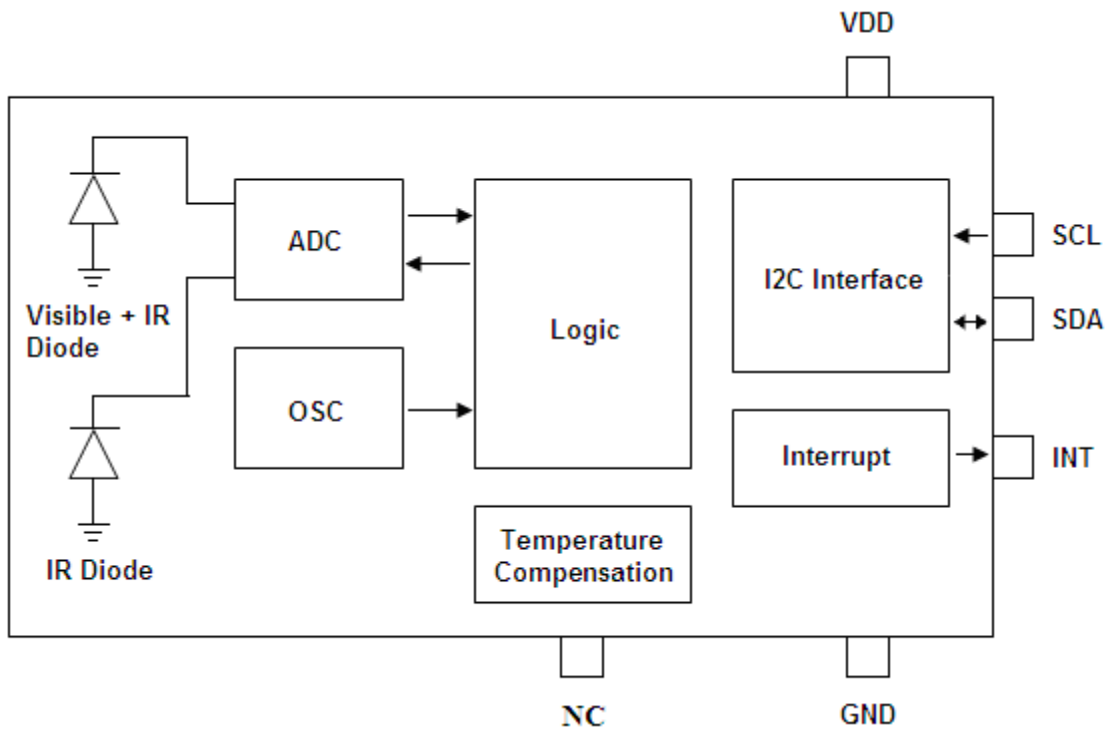 VDD
ADC
Logic
I2C Interface
SCL
SDA
Visible + IR
Diode
OSC
Interrupt
INT
IR Diode
Temperature
Compensation
NC
GND